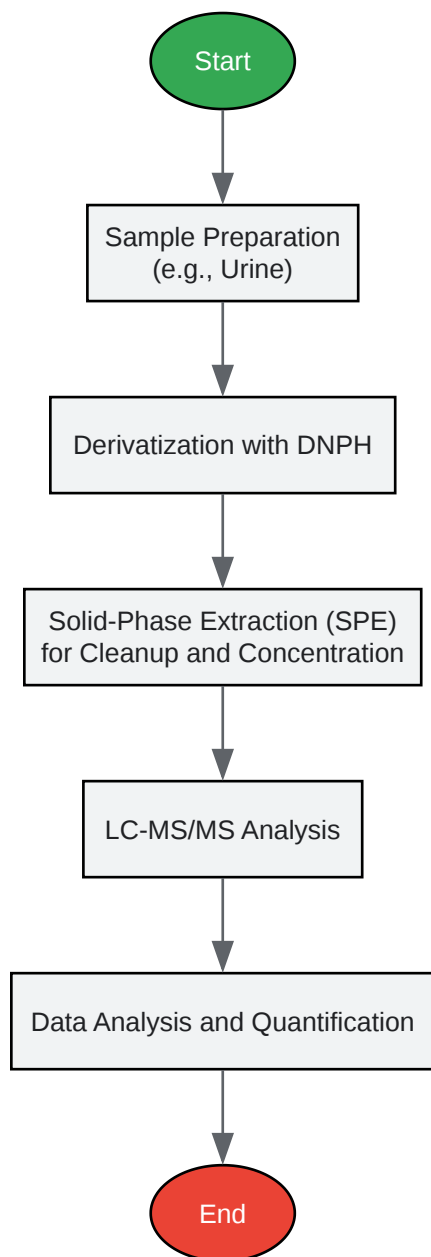 Start
Sample Preparation
(e.g., Urine)
Derivatization with DNPH
Solid-Phase Extraction (SPE)
for Cleanup and Concentration
LC-MS/MS Analysis
Data Analysis and Quantification
End